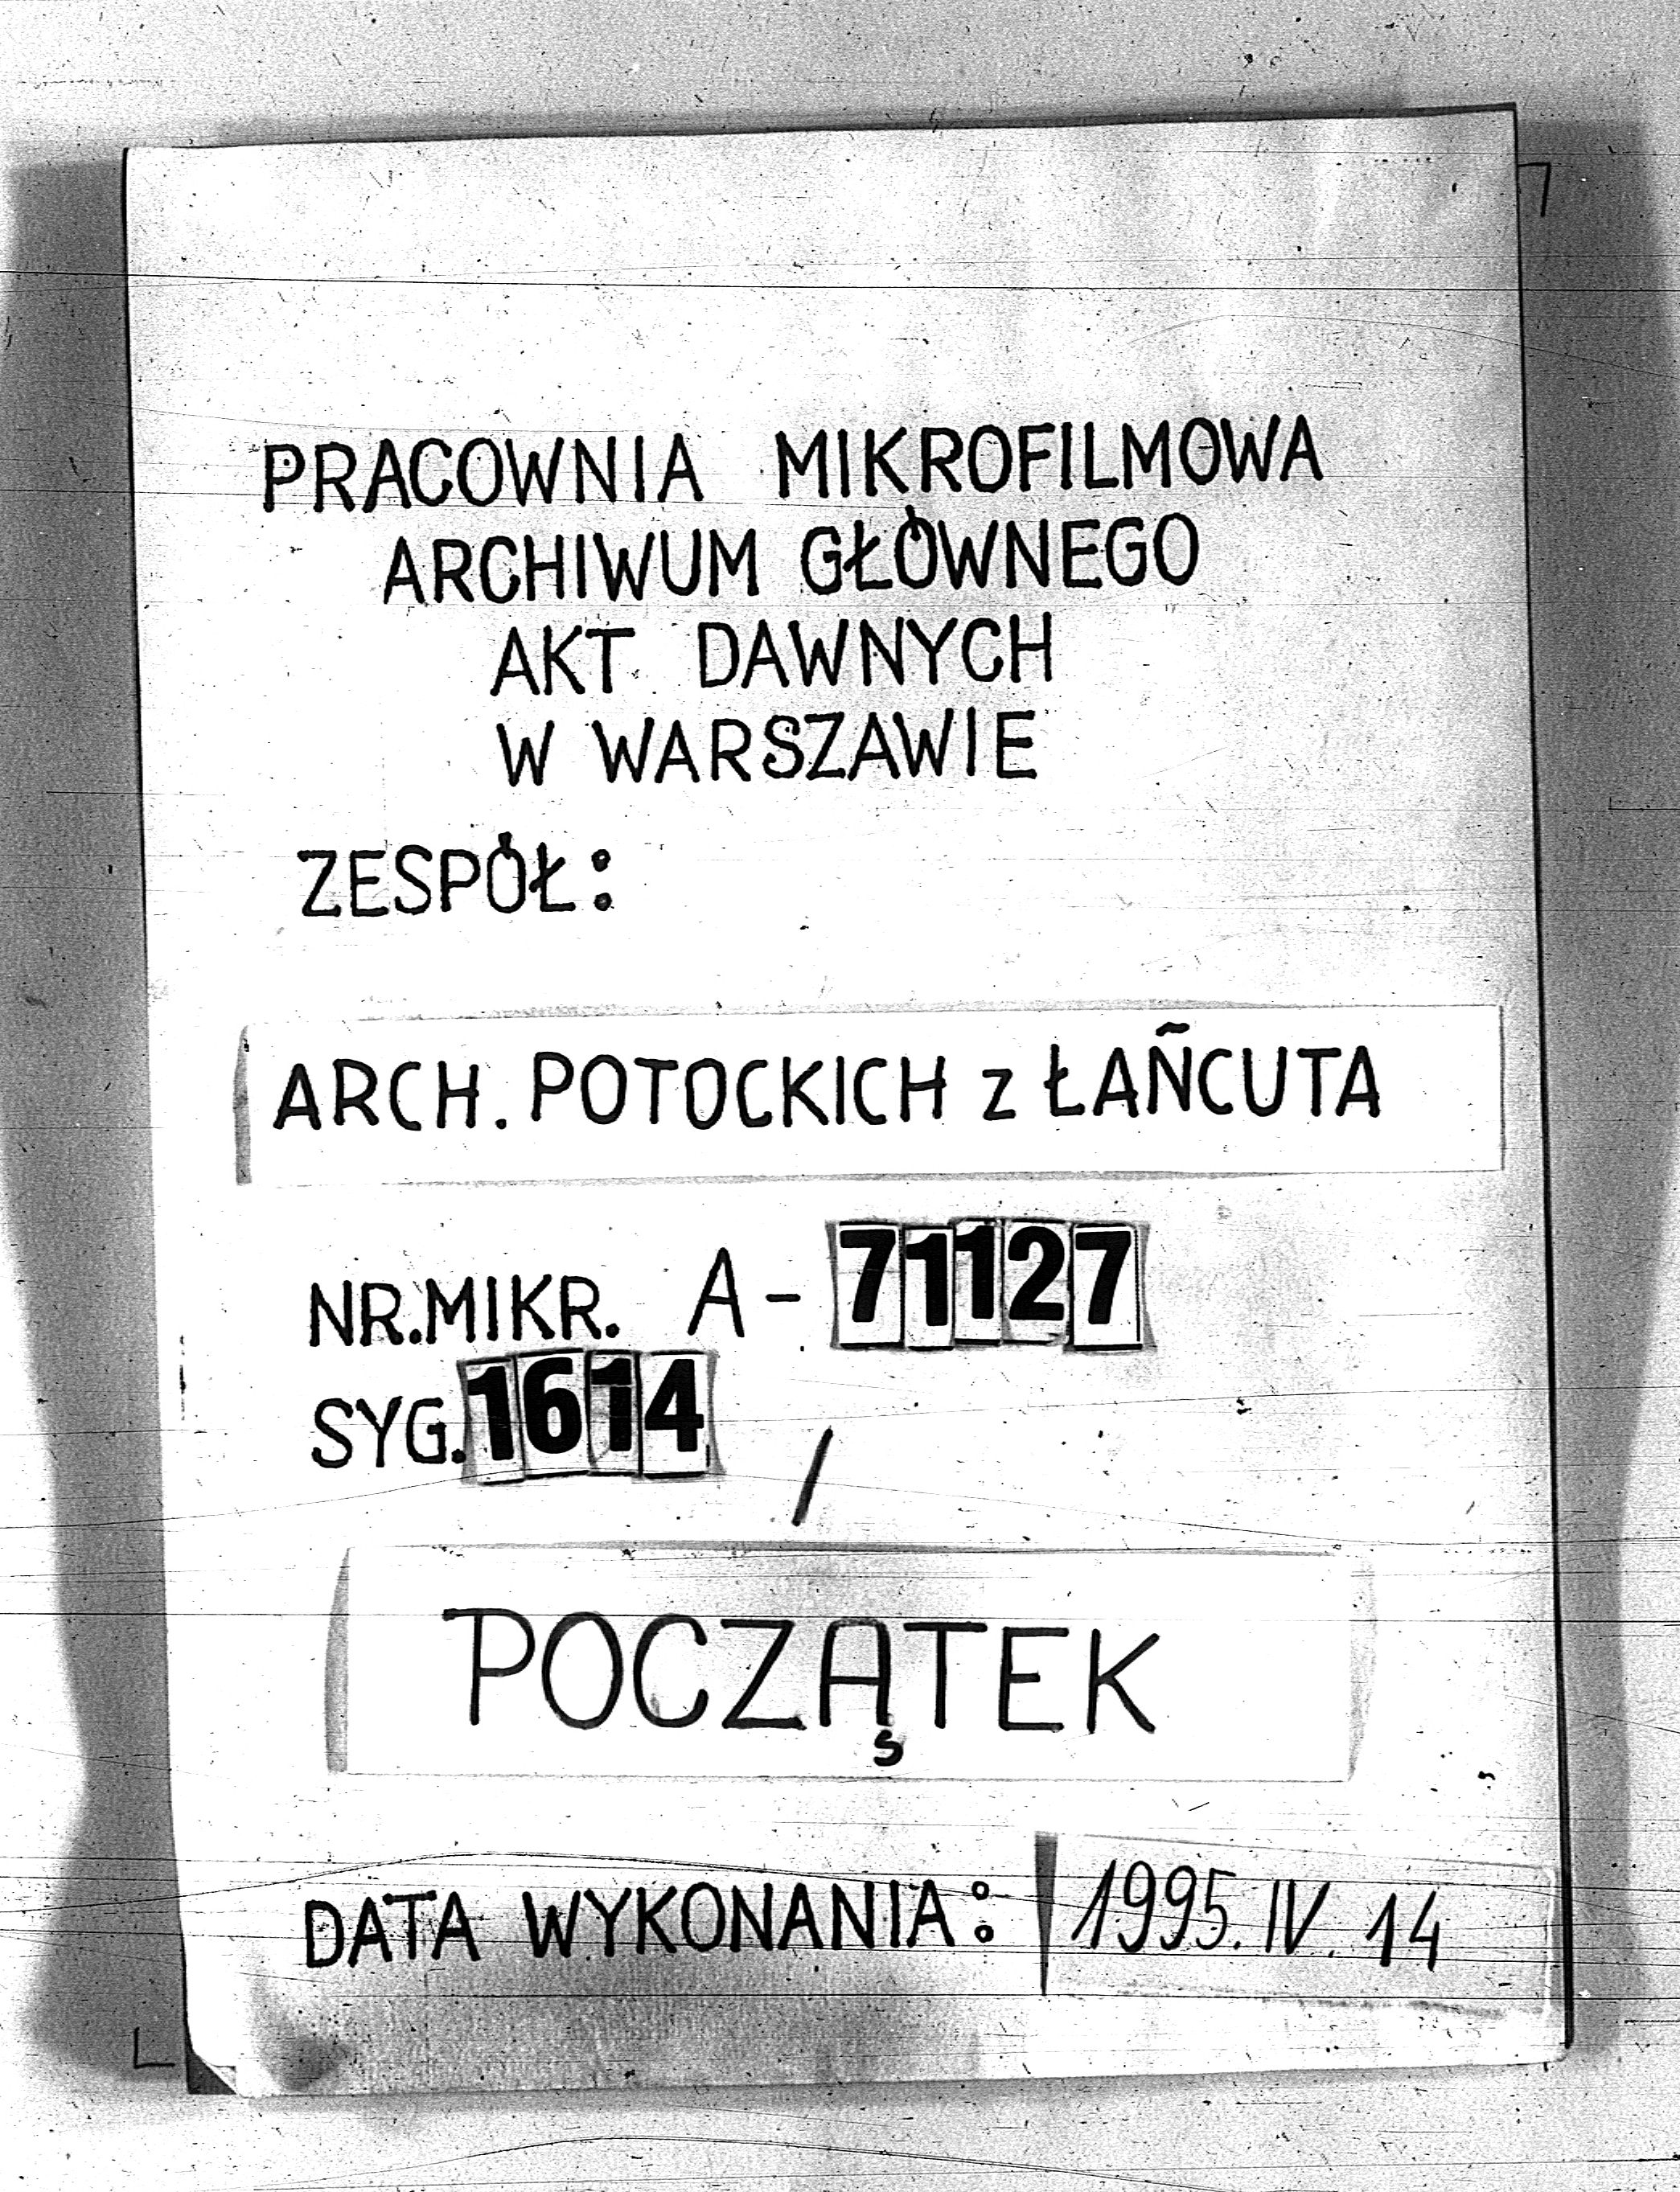 PRACOWNIA MIKROFILMOWA
ARCHIWUM GŁÓWNEGO
AKT DAWNYCH
W WARSZAWIE
ZESPÓŁ:
ARCH. POTOCKICH z ŁAŃCUTA
NR.MIKR. A-71127
SYG.1614 /
POCZĄTEK
DATA WYKONANIA: 1995.IV.14